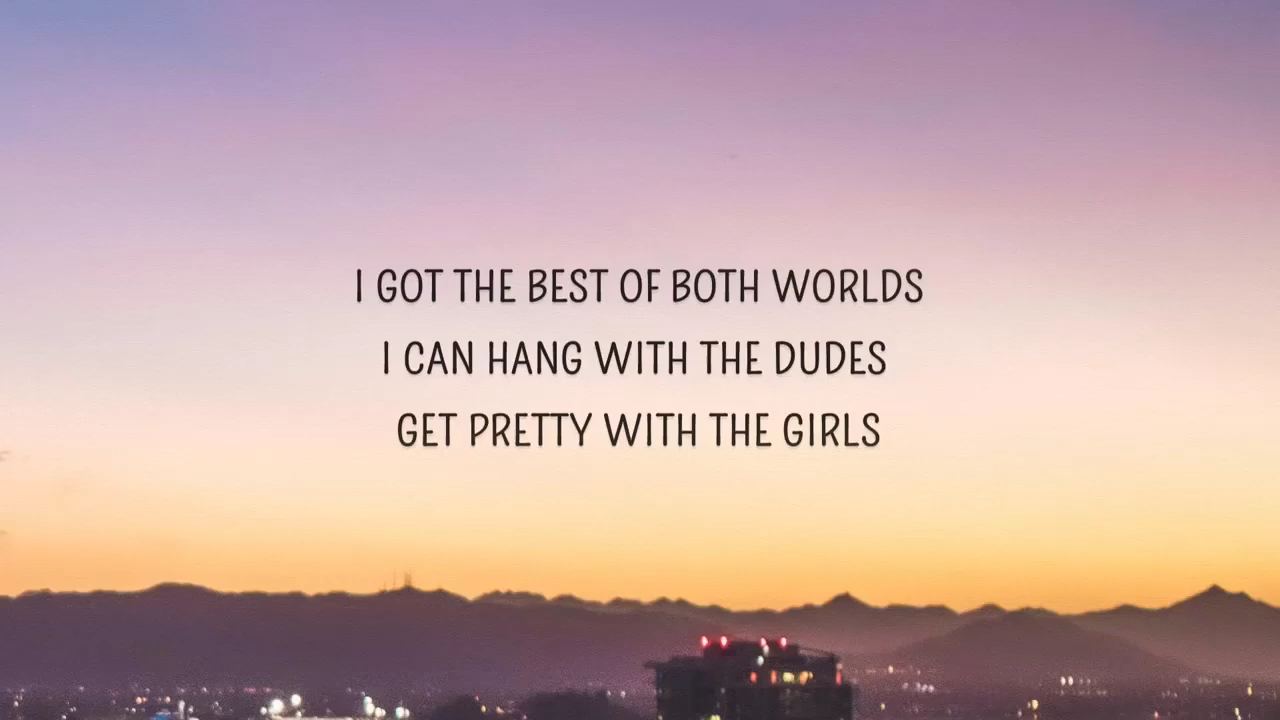 I GOT THE BEST OF BOTH WORLDS
I CAN HANG WITH THE DUDES
GET PRETTY WITH THE GIRLS